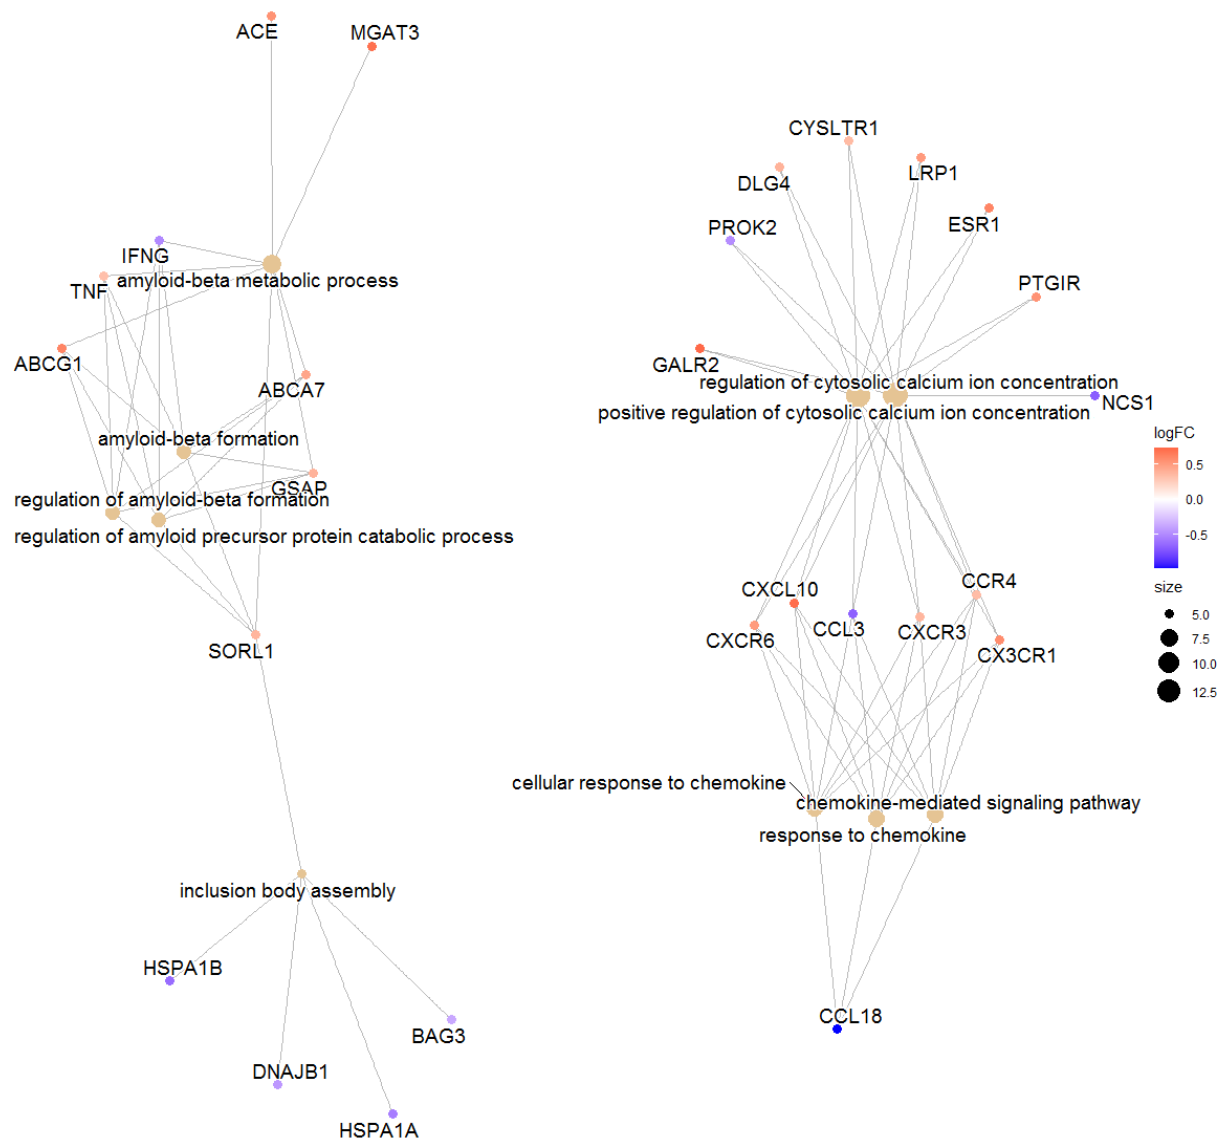 ACE
MGAT3
CYSLTR1
LRP1
DLG4
ESR1
PROK2
IFNG
amyloid-beta metabolic process
TNF
PTGIR
ABCG1
GALR2
ABCA7
regulation of cytosolic calcium ion concentration
positive regulation of cytosolic calcium ion concentration
NCS1
amyloid-beta formation
GSAP
regulation of amyloid-beta formation
regulation of amyloid precursor protein catabolic process
logFC
0.5
0.0
-0.5
size
5.0
7.5
10.0
12.5
CXCL10
CCR4
CXCR6
CCL3
CXCR3
CX3CR1
SORL1
cellular response to chemokine
chemokine-mediated signaling pathway
response to chemokine
inclusion body assembly
HSPA1B
BAG3
CCL18
DNAJB1
HSPA1A